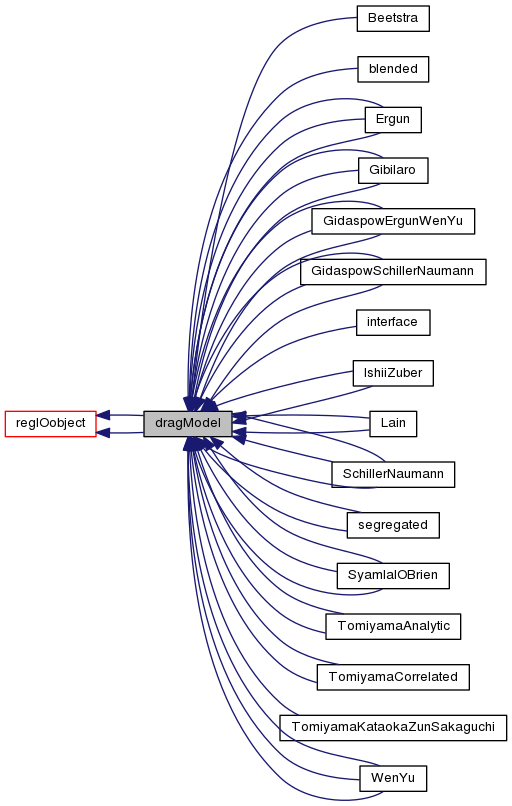 Beetstra
blended
Ergun
Gibilaro
GidaspowErgunWenYu
GidaspowSchillerNaumann
interface
IshiiZuber
regIOobject
dragModel
Lain
SchillerNaumann
segregated
SyamlalOBrien
TomiyamaAnalytic
TomiyamaCorrelated
TomiyamaKataokaZunSakaguchi
WenYu